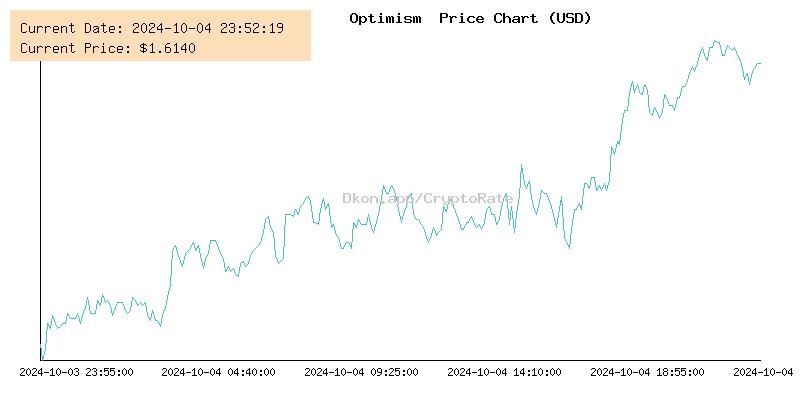 Optimism  Price Chart (USD)
Current Date: 2024-10-04 23:52:19
Current Price: $1.6140
Dkon.app/CryptoRate
2024-10-03 23:55:00 2024-10-04 04:40:00 2024-10-04 09:25:00 2024-10-04 14:10:00 2024-10-04 18:55:00 2024-10-04